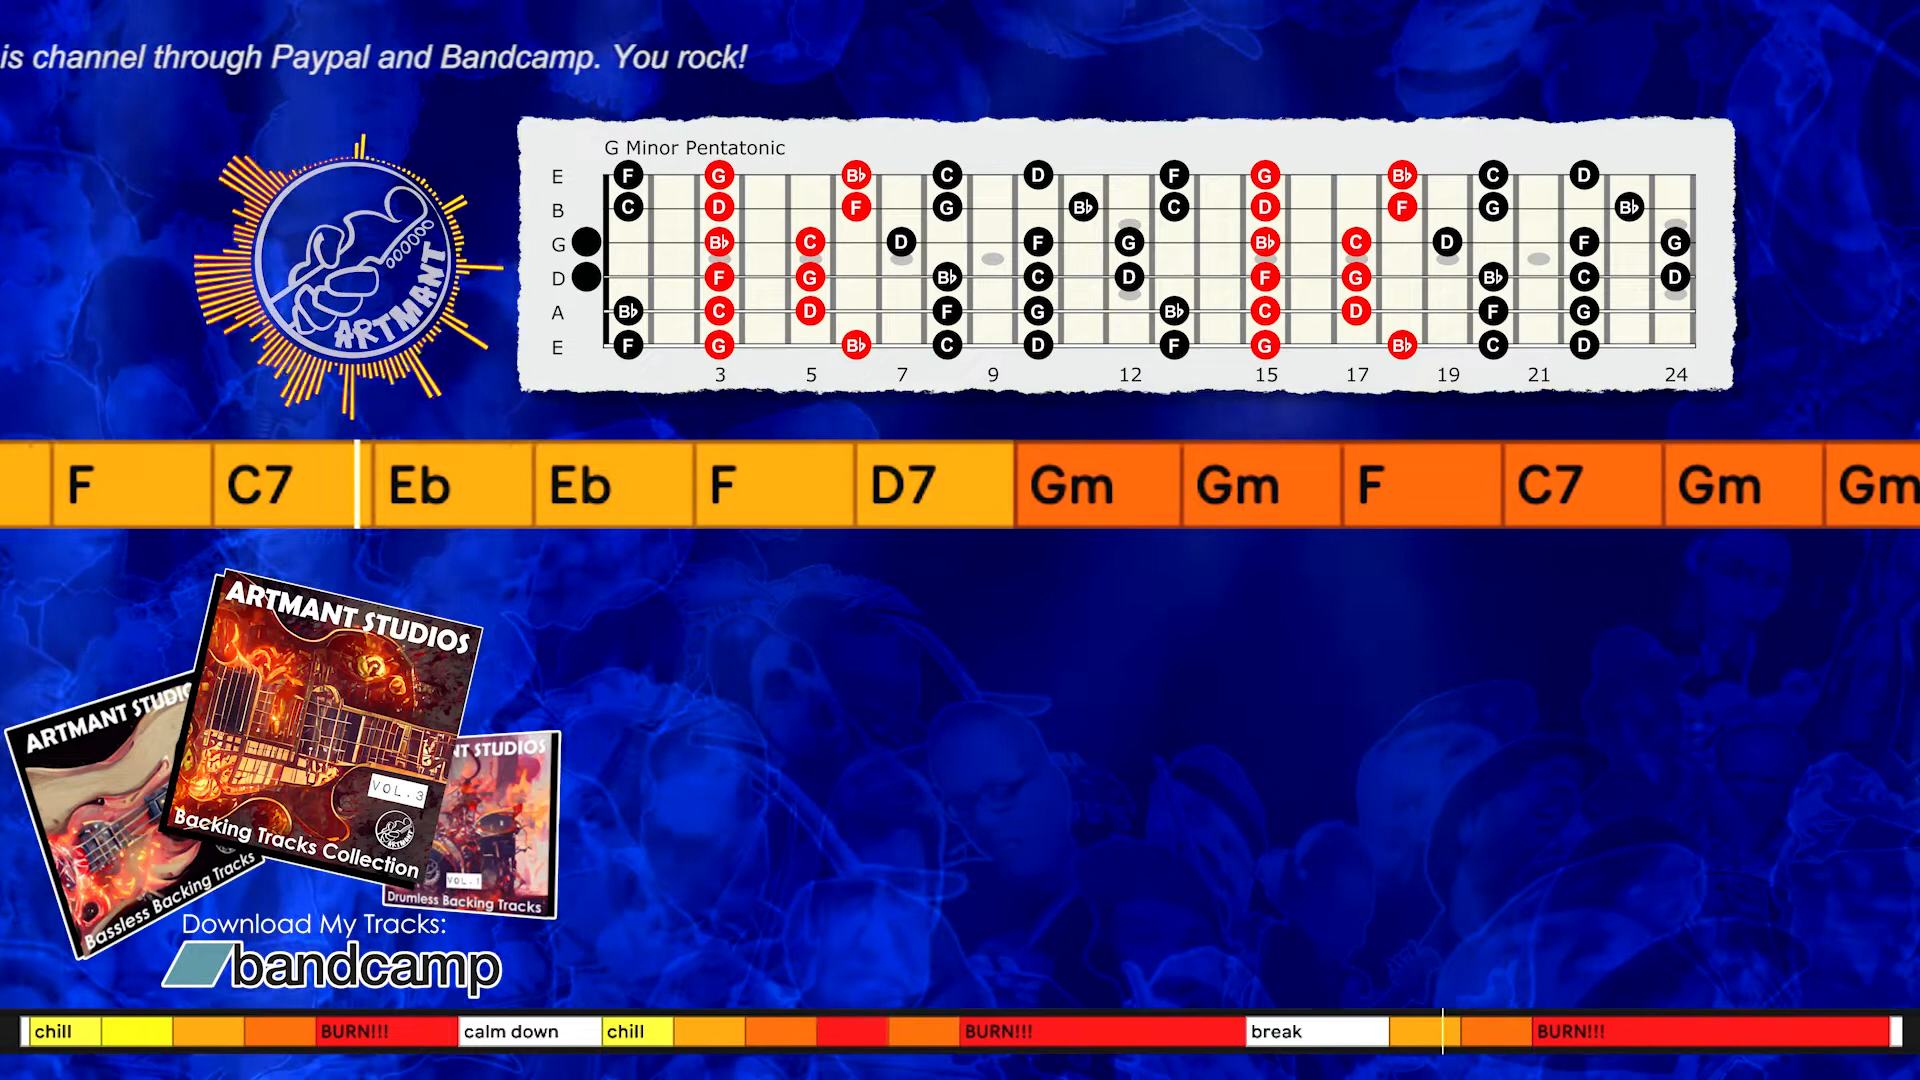 is channel through Paypal and Bandcamp. You rock!
G Minor Pentatonic
E F G B♭ C D F G B♭ C D
B C D F G B♭ C D F G B♭
G B♭ C D F G B♭ C D F G
D F G B♭ C D F G B♭ C D
A B♭ C D F G B♭ C D F G
E F G B♭ C D F G B♭ C D
3 5 7 9 12 15 17 19 21 24
ARTMANT
F C7 Eb Eb F D7 Gm Gm F C7 Gm Gm
ARTMANT STUDIOS
VOL.3
Backing Tracks Collection
ARTMANT
ARTMANT STUDIO
Bassless Backing Tracks
NT STUDIOS
VOL.1
Drumless Backing Tracks
Download My Tracks:
bandcamp
chill BURN!!! calm down chill BURN!!! break BURN!!!